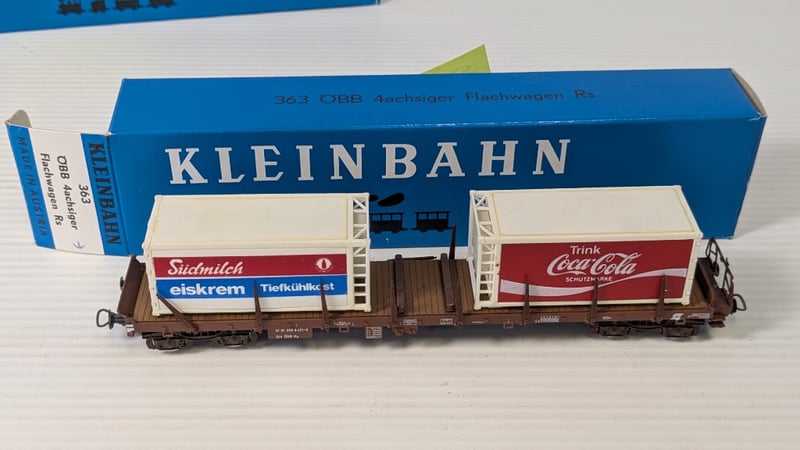 363 ÖBB 4achsiger Flachwagen Rs
KLEINBAHN
MADE IN AUSTRIA
363
ÖBB 4achsiger
Flachwagen Rs
KLEINBAHN
Südmilch
eiskrem Tiefkühlkost
Trink
Coca-Cola
SCHUTZMARKE